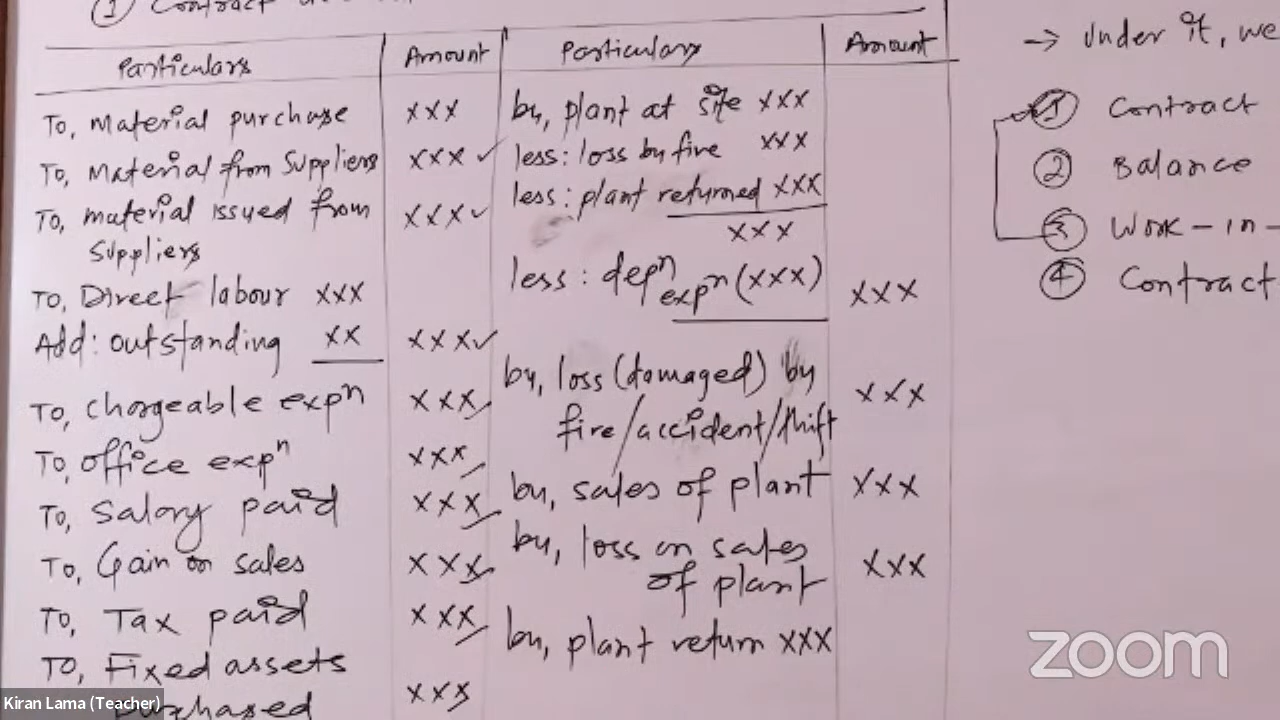 ① Contract
Particulars Amount Particulars Amount
To, Material purchase xxx
To, Material from Suppliers xxx
To, material issued from xxx
Suppliers
To, Direct labour xxx
Add: outstanding xx xxx
To, Chargeable expn xxx
To, office expn xxx
To, Salary paid xxx
To, Gain on sales xxx
To, Tax paid xxx
To, Fixed assets
purchased xxx
by, plant at site xxx
less: loss by fire xxx
less: plant returned xxx
xxx
less: depn expn (xxx) xxx
by, loss (damaged) by xxx
fire/accident/thift
by, sales of plant xxx
by, loss on sales
of plant xxx
by, plant return xxx
→ Under it, we
① Contract
② Balance
③ Work-in-
④ Contract
zoom
Kiran Lama (Teacher)